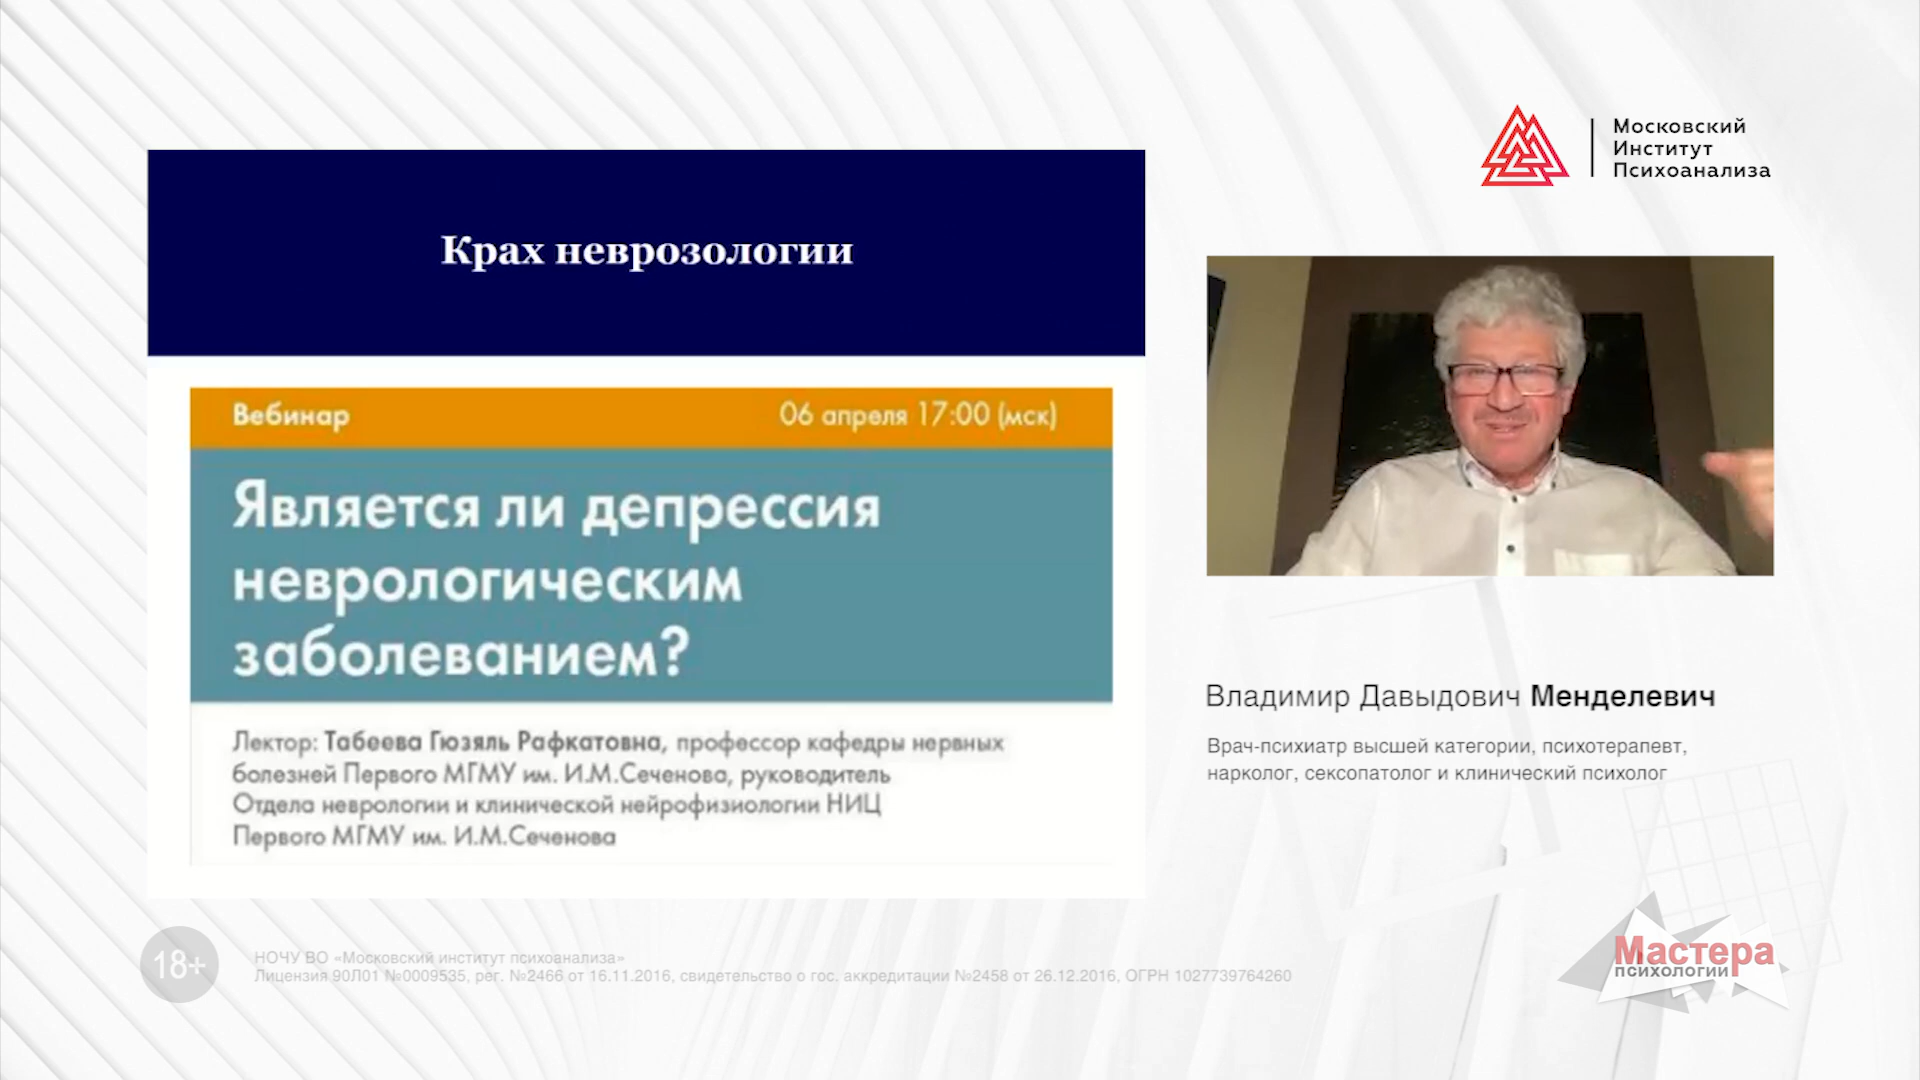 Московский
Институт
Психоанализа
Крах неврозологии
Вебинар
06 апреля 17:00 (мск)
Является ли депрессия
неврологическим
заболеванием?
Лектор: Табеева Гюзяль Рафкатовна, профессор кафедры нервных
болезней Первого МГМУ им. И.М.Сеченова, руководитель
Отдела неврологии и клинической нейрофизиологии НИЦ
Первого МГМУ им. И.М.Сеченова
Владимир Давыдович Менделевич
Врач-психиатр высшей категории, психотерапевт,
нарколог, сексопатолог и клинический психолог
18+
НОЧУ ВО «Московский институт психоанализа»
Лицензия 90Л01 №0009535, рег. №2466 от 16.11.2016, свидетельство о гос. аккредитации №2458 от 26.12.2016, ОГРН 1027739764260
Мастера
психологии